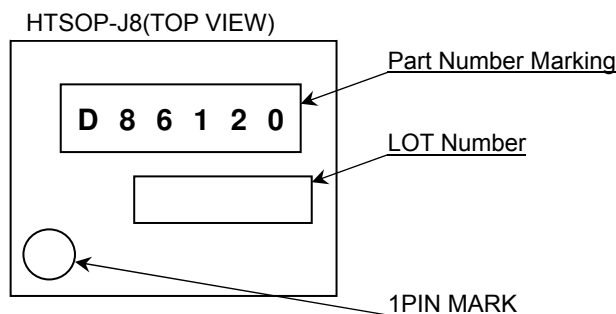 HTSOP-J8(TOP VIEW)
Part Number Marking
D 8 6 1 2 0
LOT Number
1PIN MARK